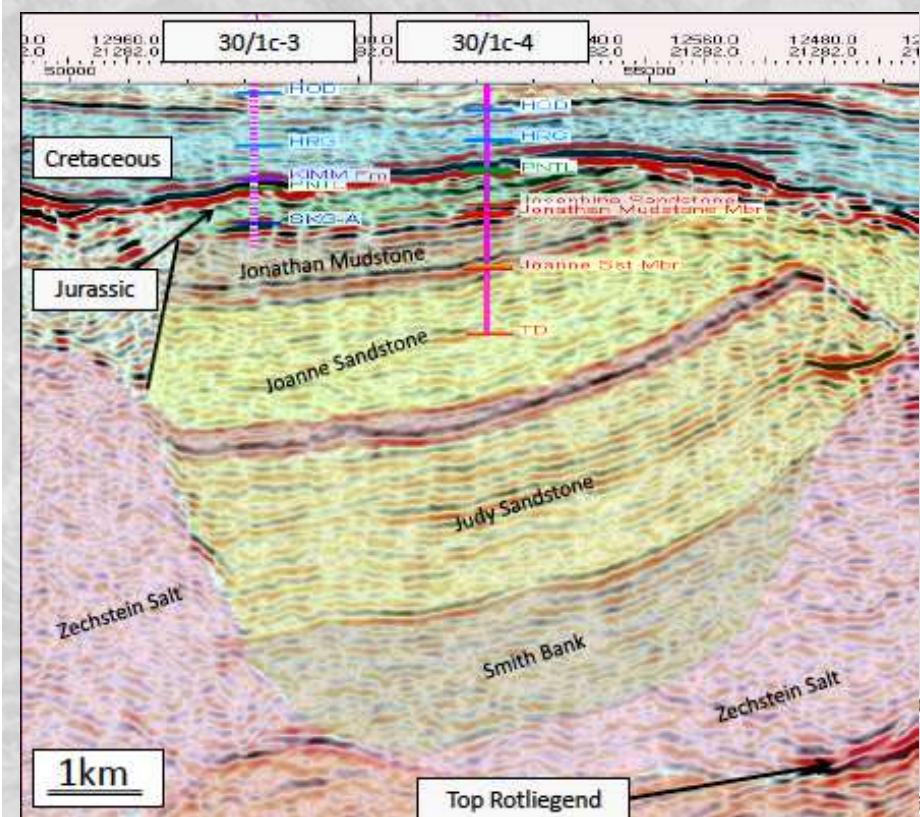 30/1c-3
30/1c-4
12960.0
12560.0
12480.0
21282.0
21282.0
21282.0
50000
55000
HOD
HOD
HRG
HRG
Cretaceous
KIMM Fm
PNTL
PNTL
SKG-A
Josephine Sandstone
Jonathan Mudstone Mbr
Jonathan Mudstone
Jurassic
Joanne Sst Mbr
TD
Joanne Sandstone
Judy Sandstone
Zechstein Salt
Smith Bank
Zechstein Salt
1km
Top Rotliegend